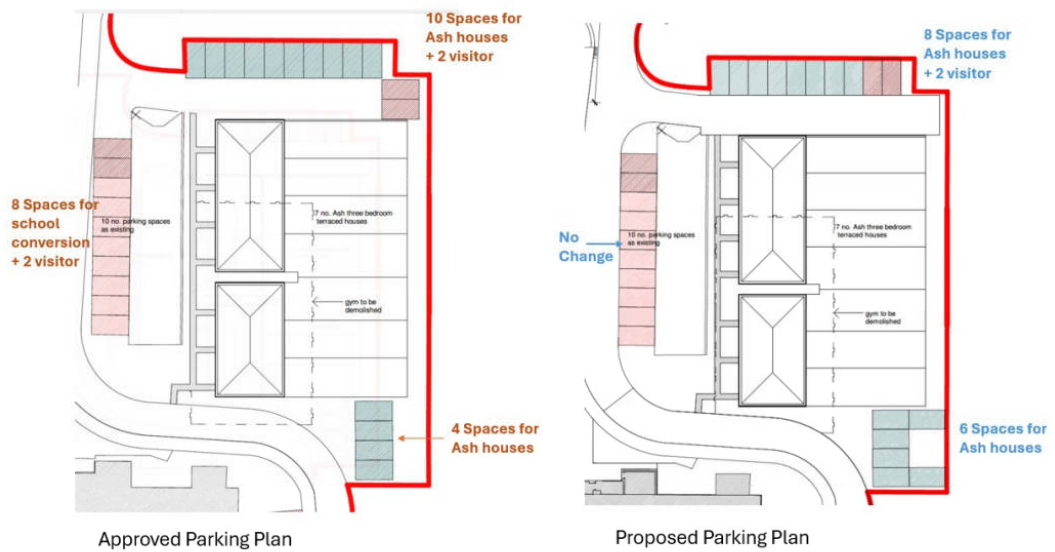 10 Spaces for
Ash houses
+ 2 visitor
8 Spaces for
school
conversion
+ 2 visitor
10 no. parking spaces
as existing
7 no. Ash three bedroom
terraced houses
gym to be
demolished
4 Spaces for
Ash houses
Approved Parking Plan
8 Spaces for
Ash houses
+ 2 visitor
No
Change
10 no. parking spaces
as existing
7 no. Ash three bedroom
terraced houses
gym to be
demolished
6 Spaces for
Ash houses
Proposed Parking Plan